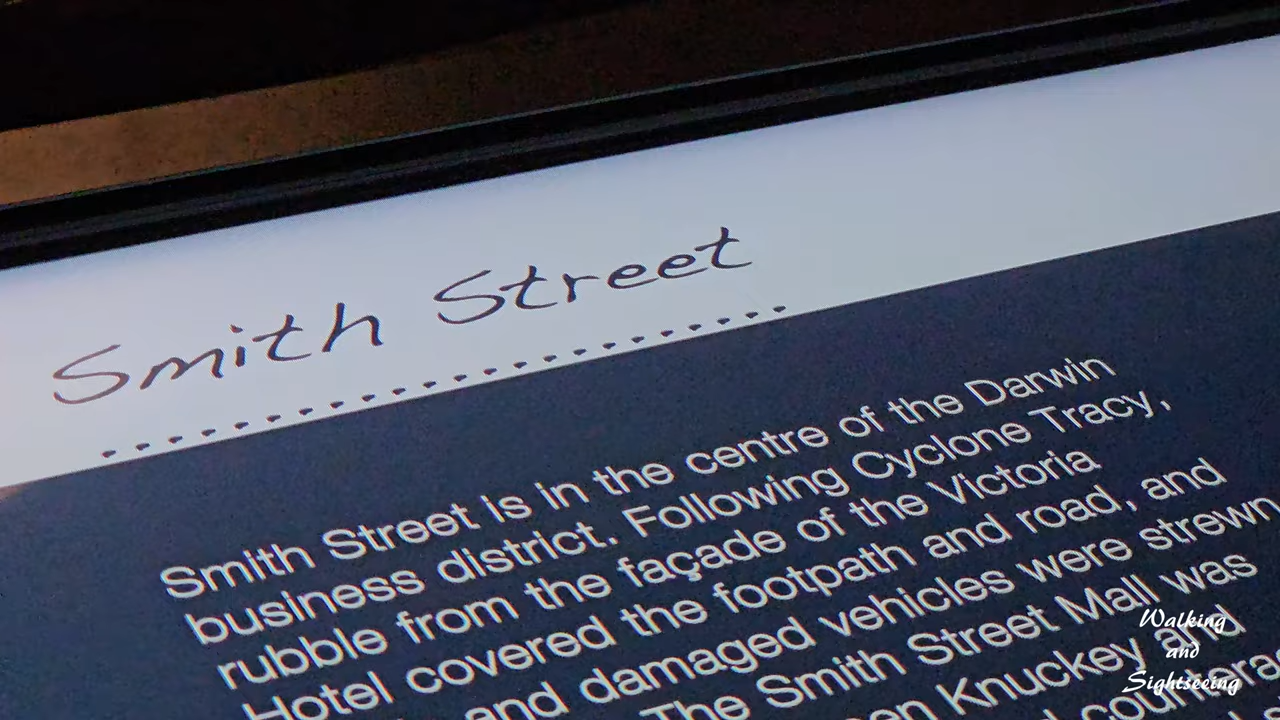 Smith Street
Smith Street is in the centre of the Darwin
business district. Following Cyclone Tracy,
rubble from the façade of the Victoria
Hotel covered the footpath and road, and
and damaged vehicles were strewn
The Smith Street Mall was
Knuckey and
Walking
and
Sightseeing